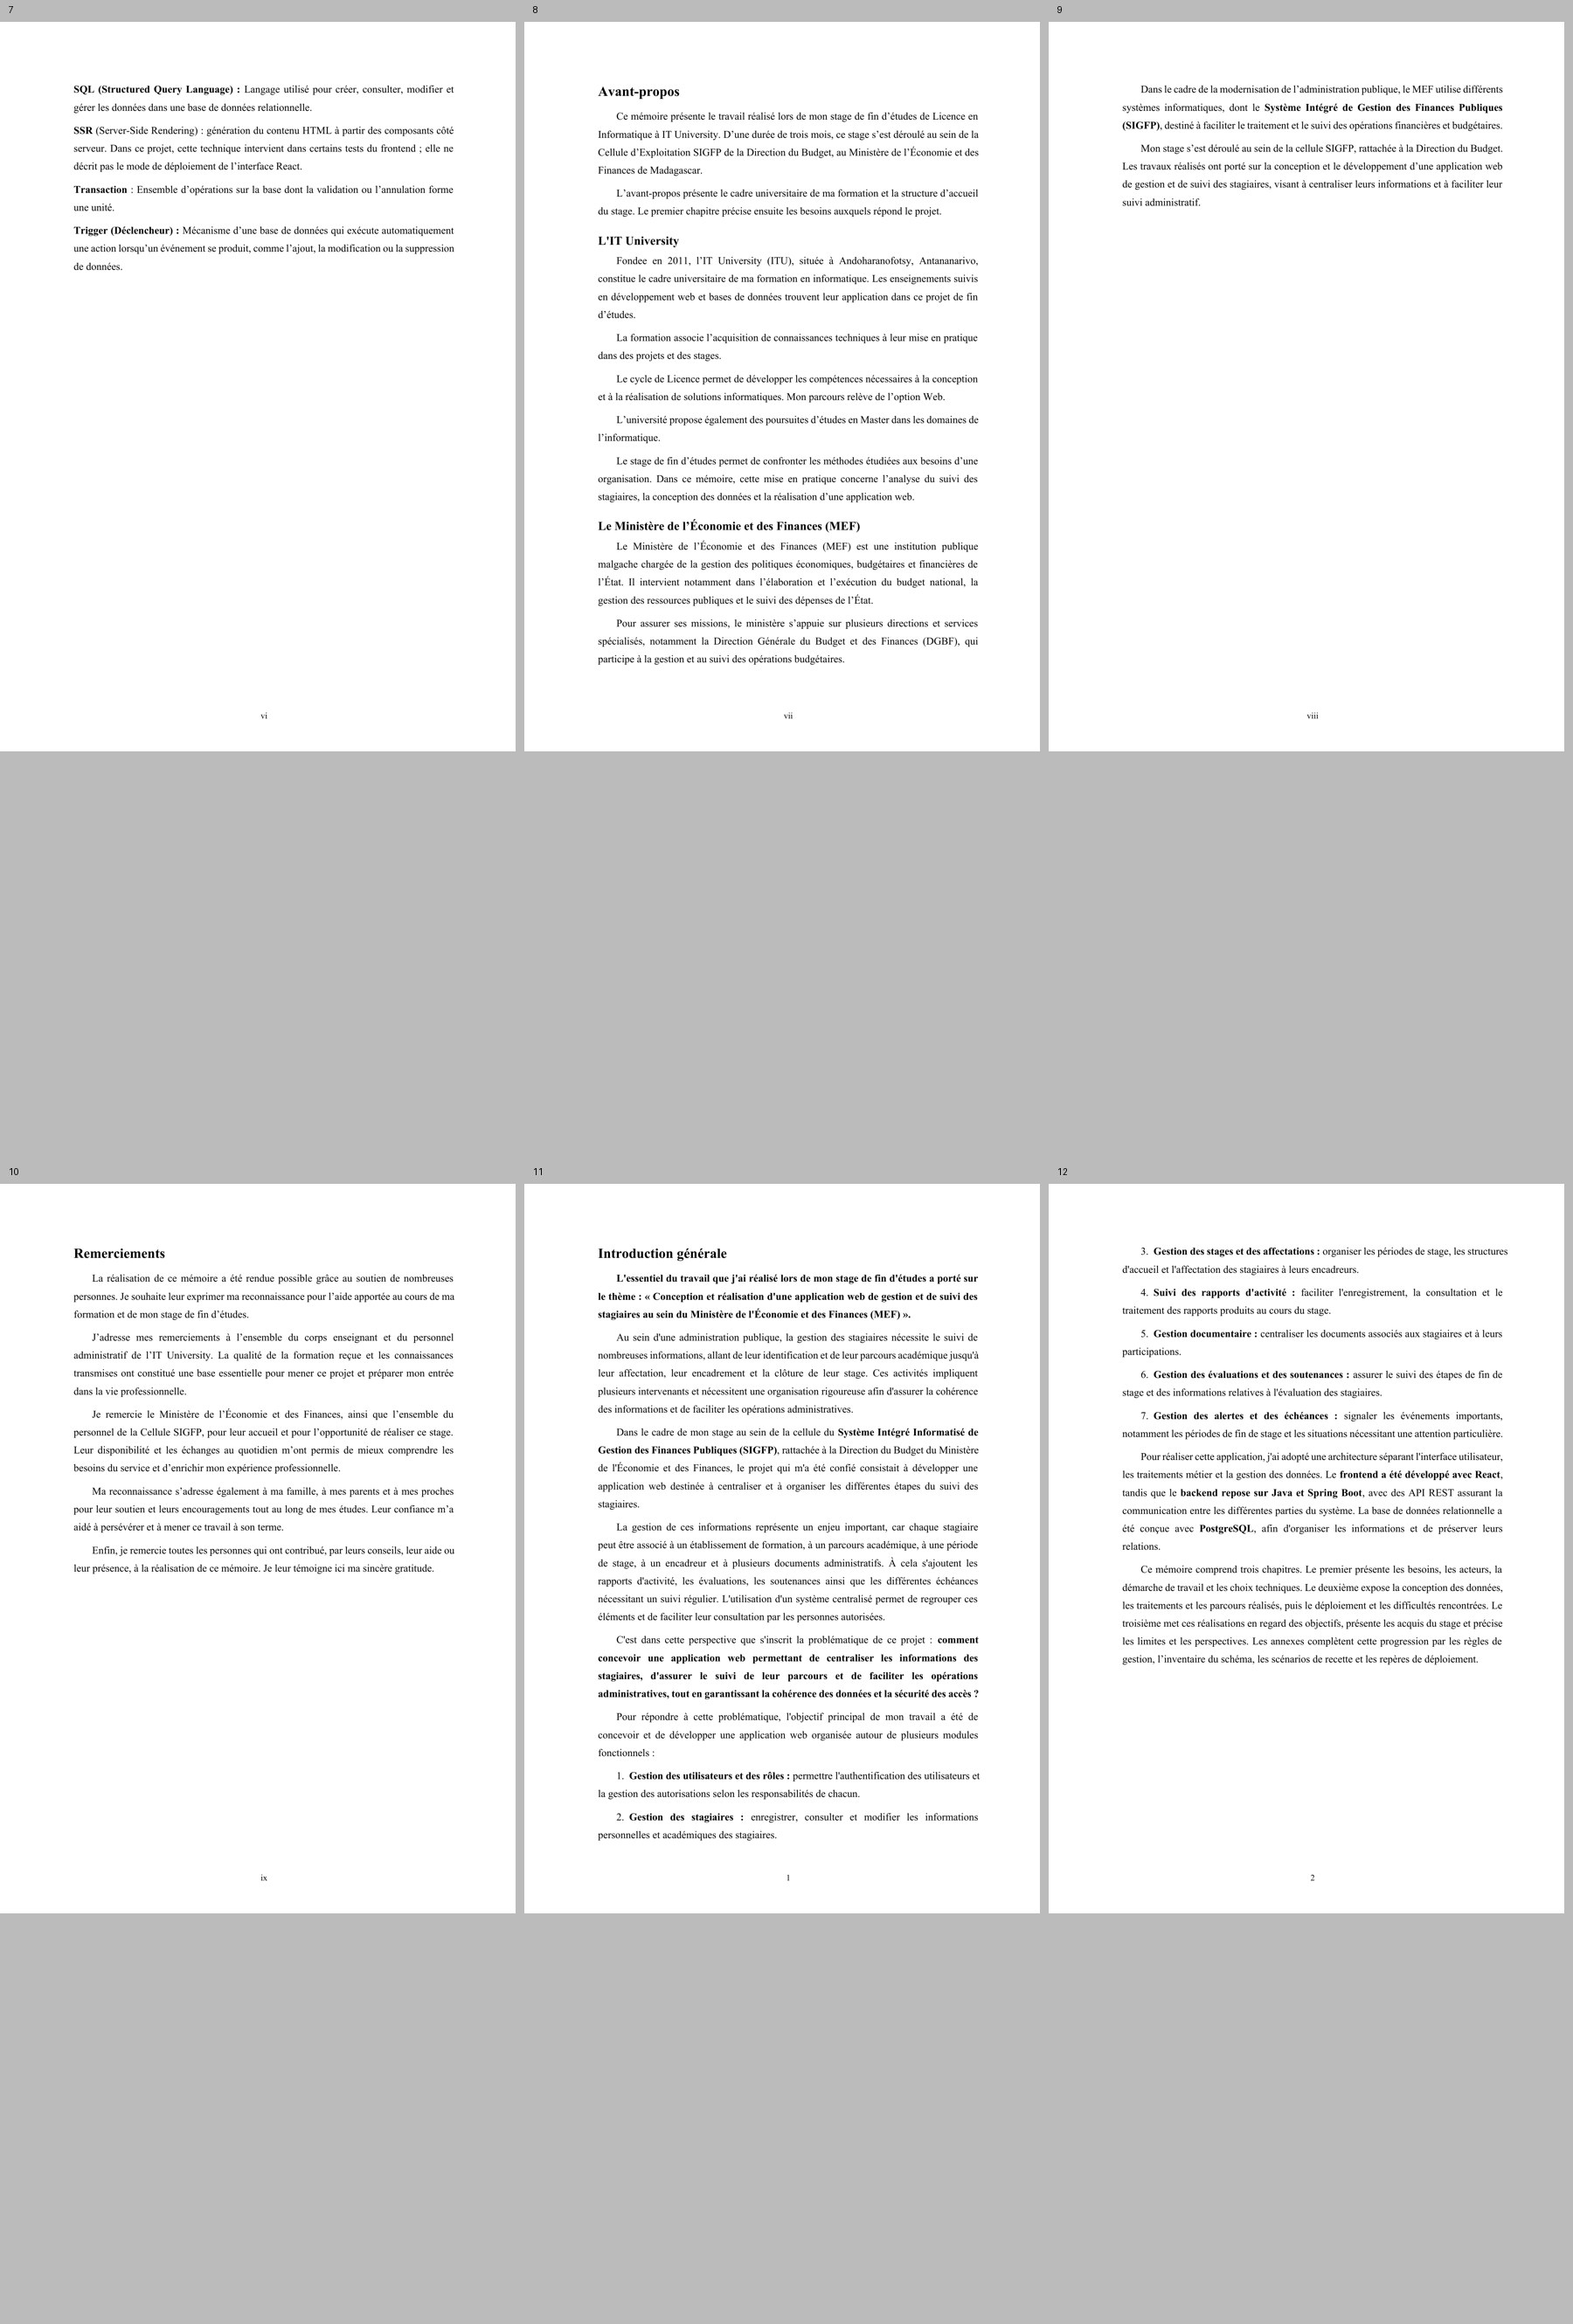 7
SQL (Structured Query Language) : Langage utilisé pour créer, consulter, modifier et
gérer les données dans une base de données relationnelle.
SSR (Server-Side Rendering) : génération du contenu HTML à partir des composants côté
serveur. Dans ce projet, cette technique intervient dans certains tests du frontend ; elle ne
décrit pas le mode de déploiement de l’interface React.
Transaction : Ensemble d’opérations sur la base dont la validation ou l’annulation forme
une unité.
Trigger (Déclencheur) : Mécanisme d’une base de données qui exécute automatiquement
une action lorsqu’un événement se produit, comme l’ajout, la modification ou la suppression
de données.
vi
8
Avant-propos
Ce mémoire présente le travail réalisé lors de mon stage de fin d’études de Licence en
Informatique à IT University. D’une durée de trois mois, ce stage s’est déroulé au sein de la
Cellule d’Exploitation SIGFP de la Direction du Budget, au Ministère de l’Économie et des
Finances de Madagascar.
L’avant-propos présente le cadre universitaire de ma formation et la structure d’accueil
du stage. Le premier chapitre précise ensuite les besoins auxquels répond le projet.
L'IT University
Fondee en 2011, l’IT University (ITU), située à Andoharanofotsy, Antananarivo,
constitue le cadre universitaire de ma formation en informatique. Les enseignements suivis
en développement web et bases de données trouvent leur application dans ce projet de fin
d’études.
La formation associe l’acquisition de connaissances techniques à leur mise en pratique
dans des projets et des stages.
Le cycle de Licence permet de développer les compétences nécessaires à la conception
et à la réalisation de solutions informatiques. Mon parcours relève de l’option Web.
L’université propose également des poursuites d’études en Master dans les domaines de
l’informatique.
Le stage de fin d’études permet de confronter les méthodes étudiées aux besoins d’une
organisation. Dans ce mémoire, cette mise en pratique concerne l’analyse du suivi des
stagiaires, la conception des données et la réalisation d’une application web.
Le Ministère de l’Économie et des Finances (MEF)
Le Ministère de l’Économie et des Finances (MEF) est une institution publique
malgache chargée de la gestion des politiques économiques, budgétaires et financières de
l’État. Il intervient notamment dans l’élaboration et l’exécution du budget national, la
gestion des ressources publiques et le suivi des dépenses de l’État.
Pour assurer ses missions, le ministère s’appuie sur plusieurs directions et services
spécialisés, notamment la Direction Générale du Budget et des Finances (DGBF), qui
participe à la gestion et au suivi des opérations budgétaires.
vii
9
Dans le cadre de la modernisation de l’administration publique, le MEF utilise différents
systèmes informatiques, dont le Système Intégré de Gestion des Finances Publiques
(SIGFP), destiné à faciliter le traitement et le suivi des opérations financières et budgétaires.
Mon stage s’est déroulé au sein de la cellule SIGFP, rattachée à la Direction du Budget.
Les travaux réalisés ont porté sur la conception et le développement d’une application web
de gestion et de suivi des stagiaires, visant à centraliser leurs informations et à faciliter leur
suivi administratif.
viii
10
Remerciements
La réalisation de ce mémoire a été rendue possible grâce au soutien de nombreuses
personnes. Je souhaite leur exprimer ma reconnaissance pour l’aide apportée au cours de ma
formation et de mon stage de fin d’études.
J’adresse mes remerciements à l’ensemble du corps enseignant et du personnel
administratif de l’IT University. La qualité de la formation reçue et les connaissances
transmises ont constitué une base essentielle pour mener ce projet et préparer mon entrée
dans la vie professionnelle.
Je remercie le Ministère de l’Économie et des Finances, ainsi que l’ensemble du
personnel de la Cellule SIGFP, pour leur accueil et pour l’opportunité de réaliser ce stage.
Leur disponibilité et les échanges au quotidien m’ont permis de mieux comprendre les
besoins du service et d’enrichir mon expérience professionnelle.
Ma reconnaissance s’adresse également à ma famille, à mes parents et à mes proches
pour leur soutien et leurs encouragements tout au long de mes études. Leur confiance m’a
aidé à persévérer et à mener ce travail à son terme.
Enfin, je remercie toutes les personnes qui ont contribué, par leurs conseils, leur aide ou
leur présence, à la réalisation de ce mémoire. Je leur témoigne ici ma sincère gratitude.
ix
11
Introduction générale
L'essentiel du travail que j'ai réalisé lors de mon stage de fin d'études a porté sur
le thème : « Conception et réalisation d'une application web de gestion et de suivi des
stagiaires au sein du Ministère de l'Économie et des Finances (MEF) ».
Au sein d'une administration publique, la gestion des stagiaires nécessite le suivi de
nombreuses informations, allant de leur identification et de leur parcours académique jusqu'à
leur affectation, leur encadrement et la clôture de leur stage. Ces activités impliquent
plusieurs intervenants et nécessitent une organisation rigoureuse afin d'assurer la cohérence
des informations et de faciliter les opérations administratives.
Dans le cadre de mon stage au sein de la cellule du Système Intégré Informatisé de
Gestion des Finances Publiques (SIGFP), rattachée à la Direction du Budget du Ministère
de l'Économie et des Finances, le projet qui m'a été confié consistait à développer une
application web destinée à centraliser et à organiser les différentes étapes du suivi des
stagiaires.
La gestion de ces informations représente un enjeu important, car chaque stagiaire
peut être associé à un établissement de formation, à un parcours académique, à une période
de stage, à un encadreur et à plusieurs documents administratifs. À cela s'ajoutent les
rapports d'activité, les évaluations, les soutenances ainsi que les différentes échéances
nécessitant un suivi régulier. L'utilisation d'un système centralisé permet de regrouper ces
éléments et de faciliter leur consultation par les personnes autorisées.
C'est dans cette perspective que s'inscrit la problématique de ce projet : comment
concevoir une application web permettant de centraliser les informations des
stagiaires, d'assurer le suivi de leur parcours et de faciliter les opérations
administratives, tout en garantissant la cohérence des données et la sécurité des accès ?
Pour répondre à cette problématique, l'objectif principal de mon travail a été de
concevoir et de développer une application web organisée autour de plusieurs modules
fonctionnels :
1. Gestion des utilisateurs et des rôles : permettre l'authentification des utilisateurs et
la gestion des autorisations selon les responsabilités de chacun.
2. Gestion des stagiaires : enregistrer, consulter et modifier les informations
personnelles et académiques des stagiaires.
1
12
3. Gestion des stages et des affectations : organiser les périodes de stage, les structures
d'accueil et l'affectation des stagiaires à leurs encadreurs.
4. Suivi des rapports d'activité : faciliter l'enregistrement, la consultation et le
traitement des rapports produits au cours du stage.
5. Gestion documentaire : centraliser les documents associés aux stagiaires et à leurs
participations.
6. Gestion des évaluations et des soutenances : assurer le suivi des étapes de fin de
stage et des informations relatives à l'évaluation des stagiaires.
7. Gestion des alertes et des échéances : signaler les événements importants,
notamment les périodes de fin de stage et les situations nécessitant une attention particulière.
Pour réaliser cette application, j'ai adopté une architecture séparant l'interface utilisateur,
les traitements métier et la gestion des données. Le frontend a été développé avec React,
tandis que le backend repose sur Java et Spring Boot, avec des API REST assurant la
communication entre les différentes parties du système. La base de données relationnelle a
été conçue avec PostgreSQL, afin d'organiser les informations et de préserver leurs
relations.
Ce mémoire comprend trois chapitres. Le premier présente les besoins, les acteurs, la
démarche de travail et les choix techniques. Le deuxième expose la conception des données,
les traitements et les parcours réalisés, puis le déploiement et les difficultés rencontrées. Le
troisième met ces réalisations en regard des objectifs, présente les acquis du stage et précise
les limites et les perspectives. Les annexes complètent cette progression par les règles de
gestion, l’inventaire du schéma, les scénarios de recette et les repères de déploiement.
2